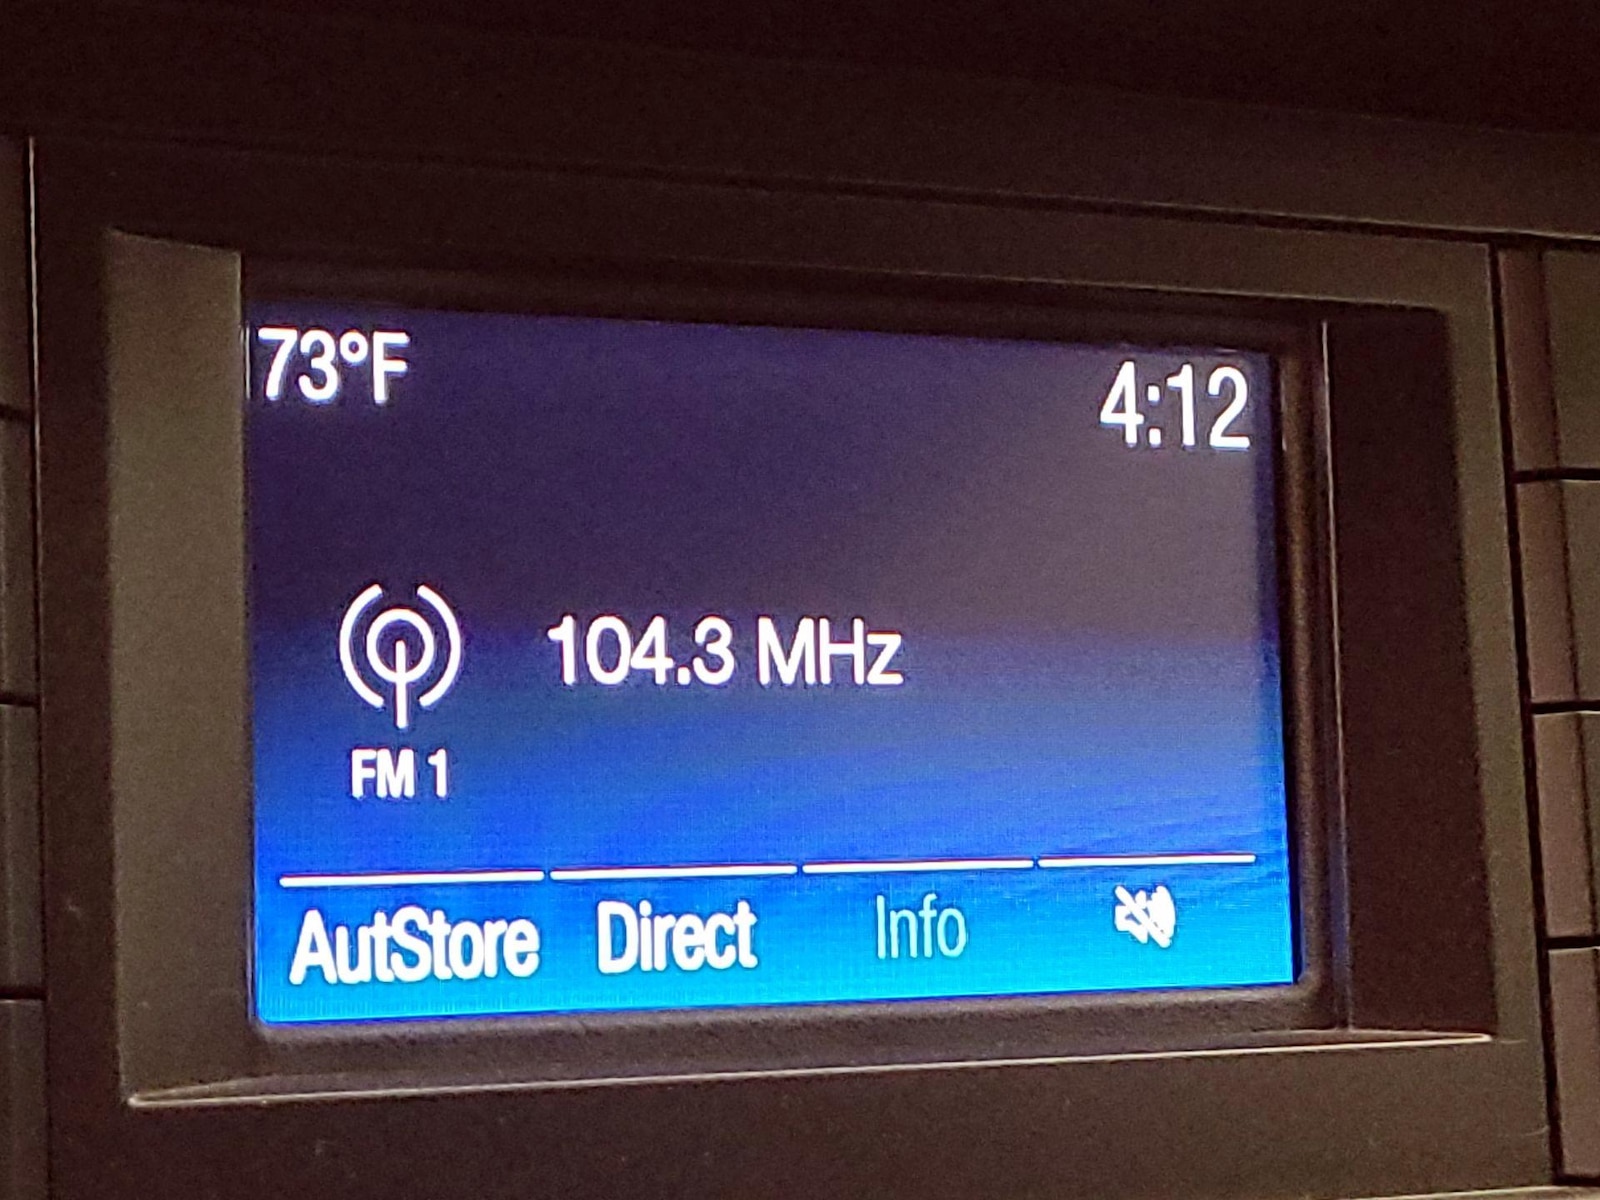 73°F
4:12
104.3 MHz
FM 1
AutStore Direct Info